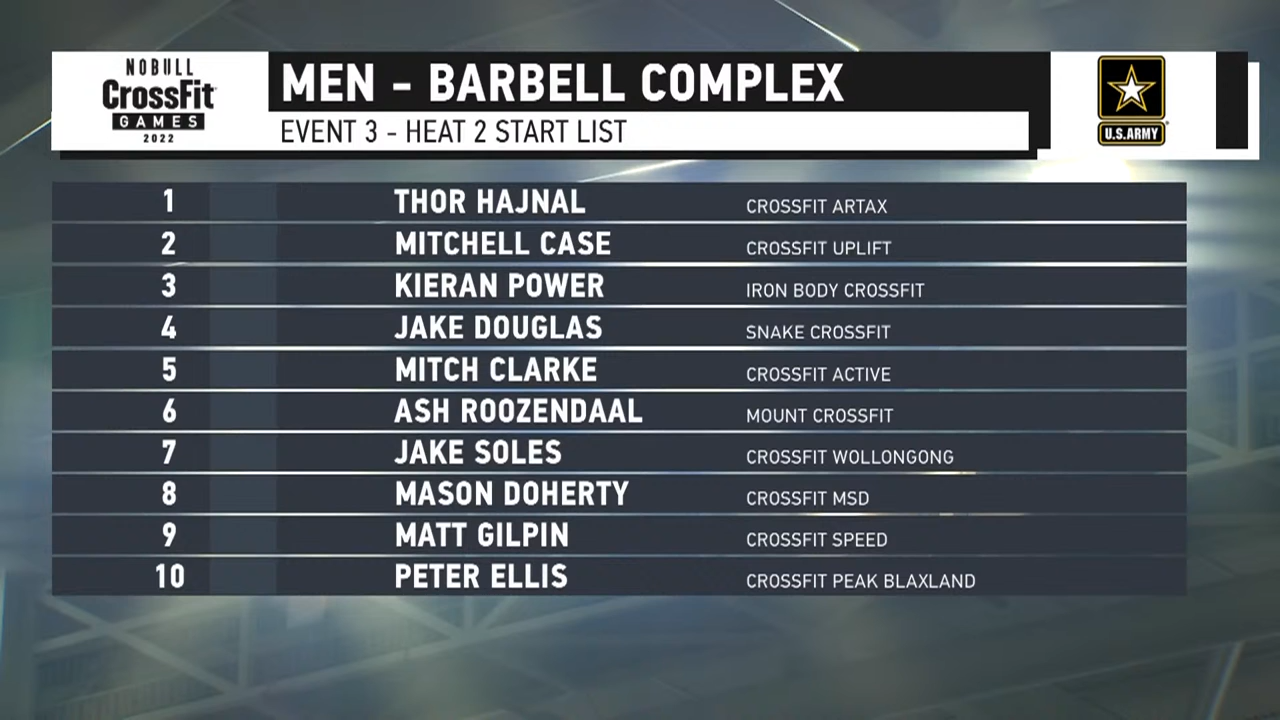 NOBULL
CrossFit
GAMES
2022
MEN - BARBELL COMPLEX
EVENT 3 - HEAT 2 START LIST
U.S.ARMY
1 THOR HAJNAL CROSSFIT ARTAX
2 MITCHELL CASE CROSSFIT UPLIFT
3 KIERAN POWER IRON BODY CROSSFIT
4 JAKE DOUGLAS SNAKE CROSSFIT
5 MITCH CLARKE CROSSFIT ACTIVE
6 ASH ROOZENDAAL MOUNT CROSSFIT
7 JAKE SOLES CROSSFIT WOLLONGONG
8 MASON DOHERTY CROSSFIT MSD
9 MATT GILPIN CROSSFIT SPEED
10 PETER ELLIS CROSSFIT PEAK BLAXLAND